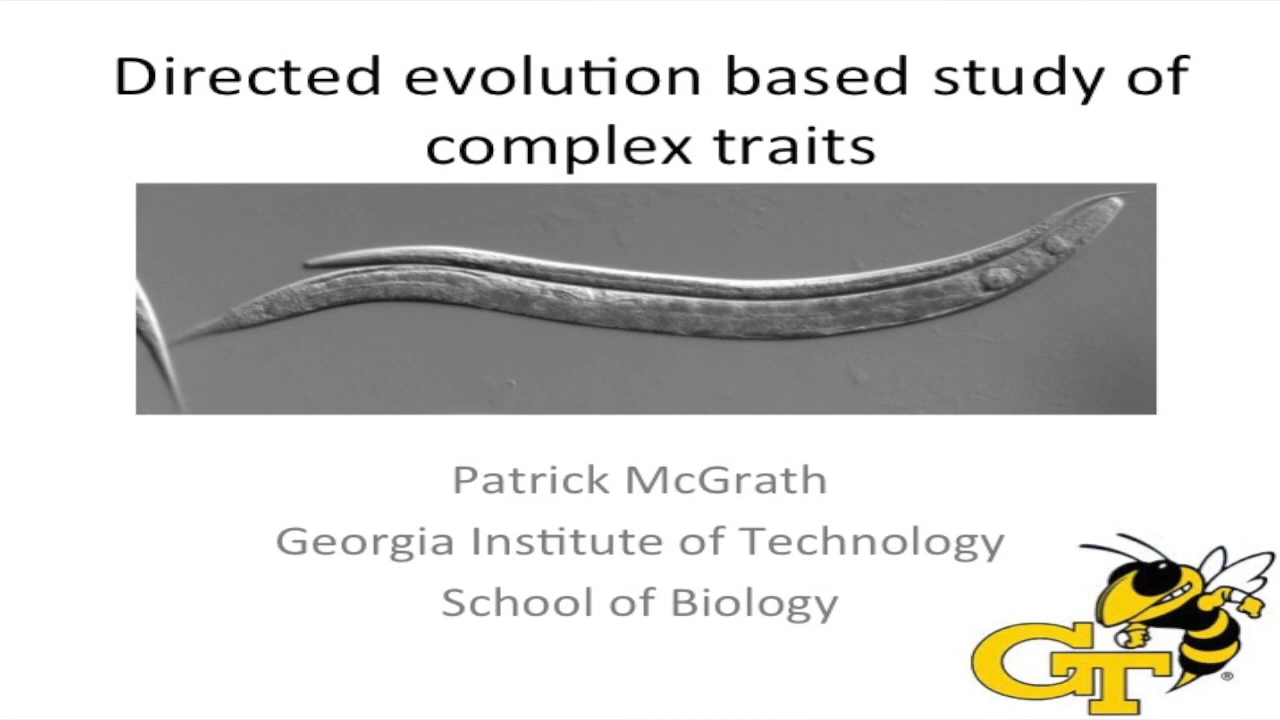 Directed evolution based study of
complex traits
Patrick McGrath
Georgia Institute of Technology
School of Biology
GT
®